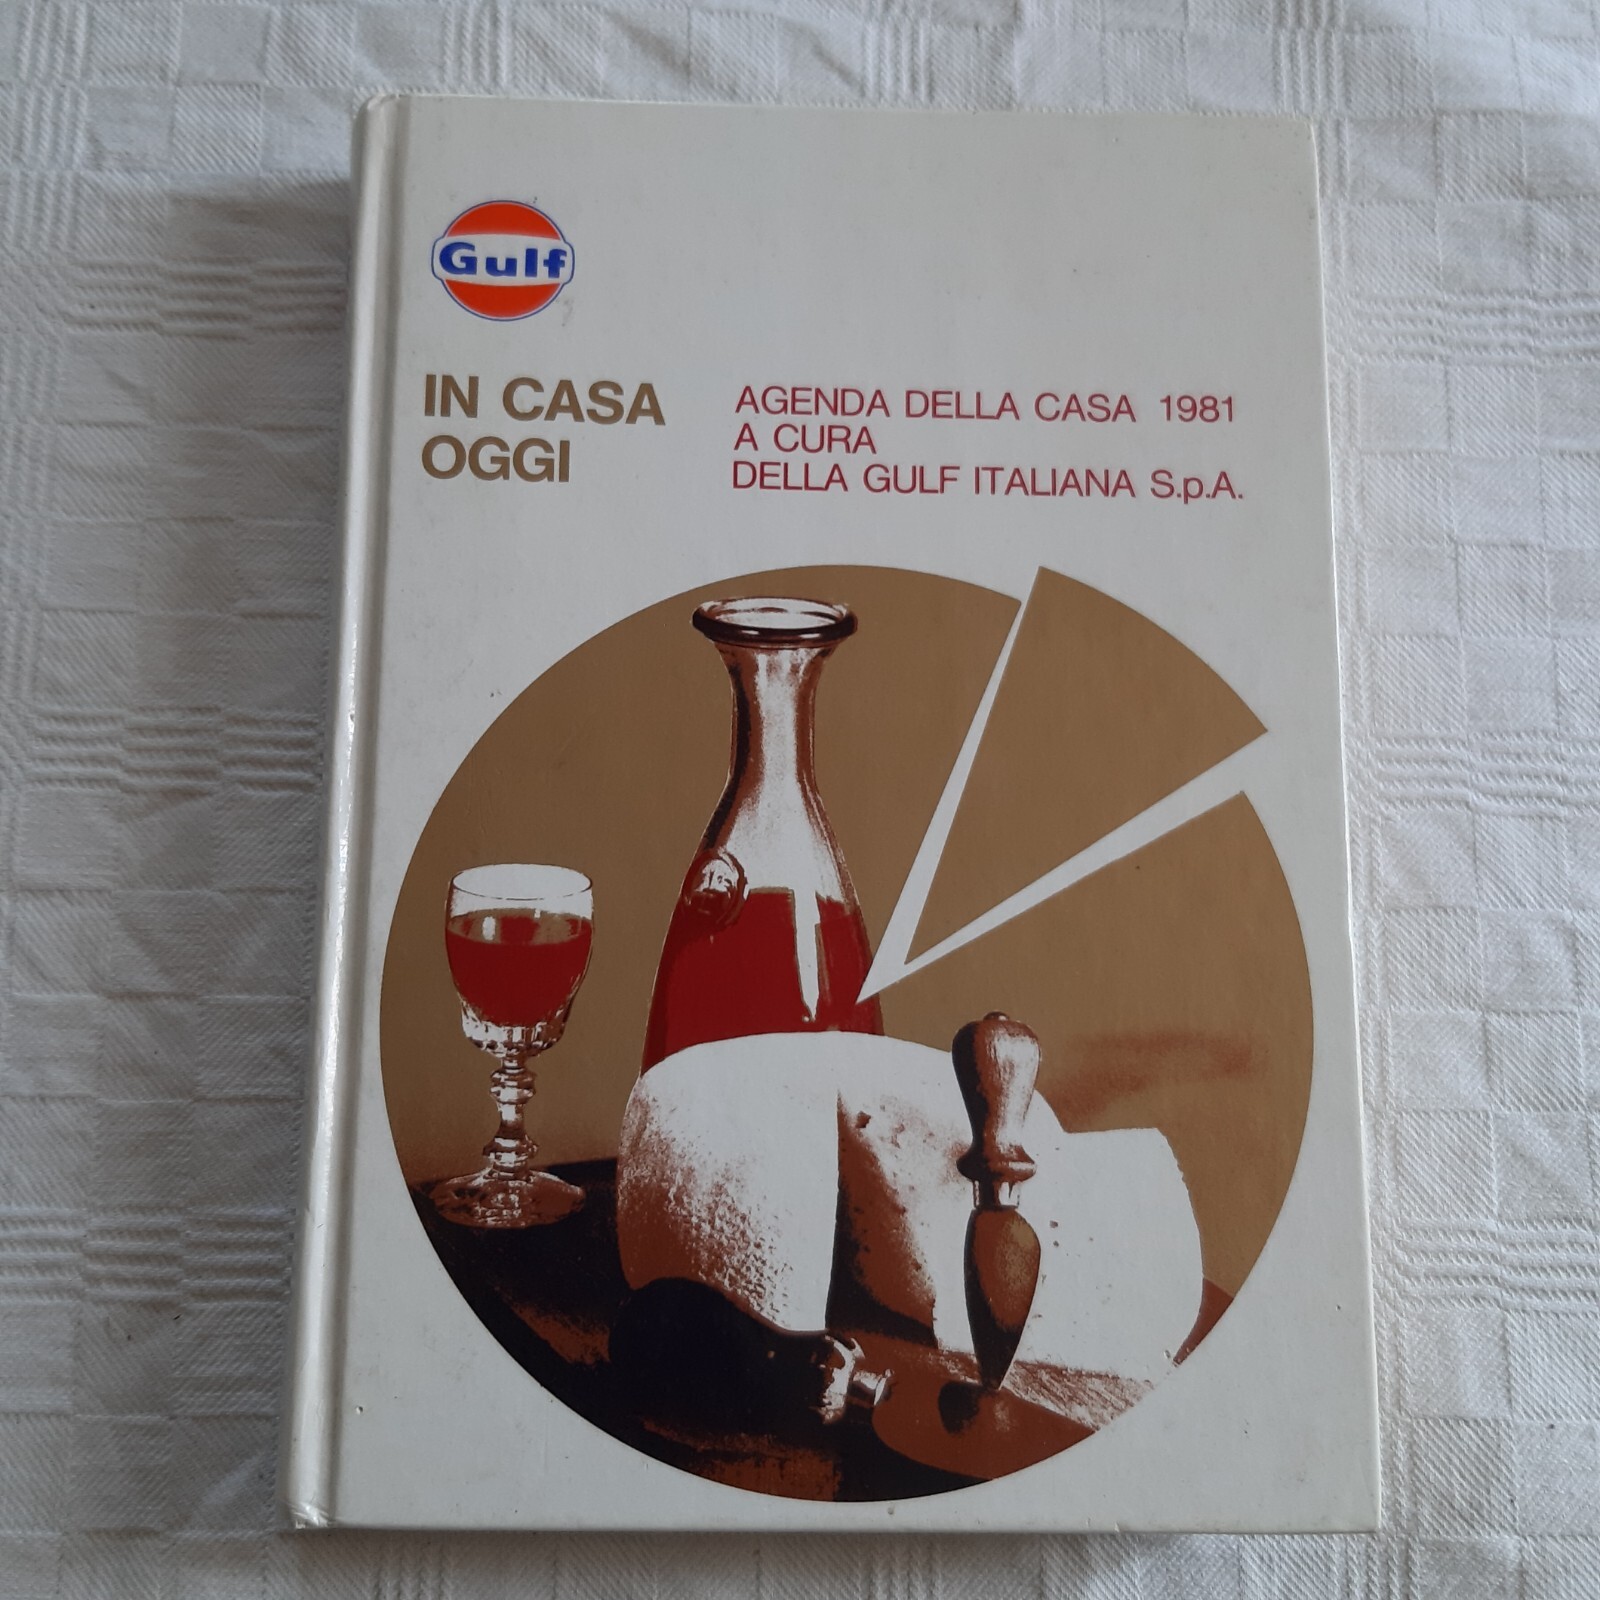 Gulf
IN CASA
OGGI
AGENDA DELLA CASA 1981
A CURA
DELLA GULF ITALIANA S.p.A.